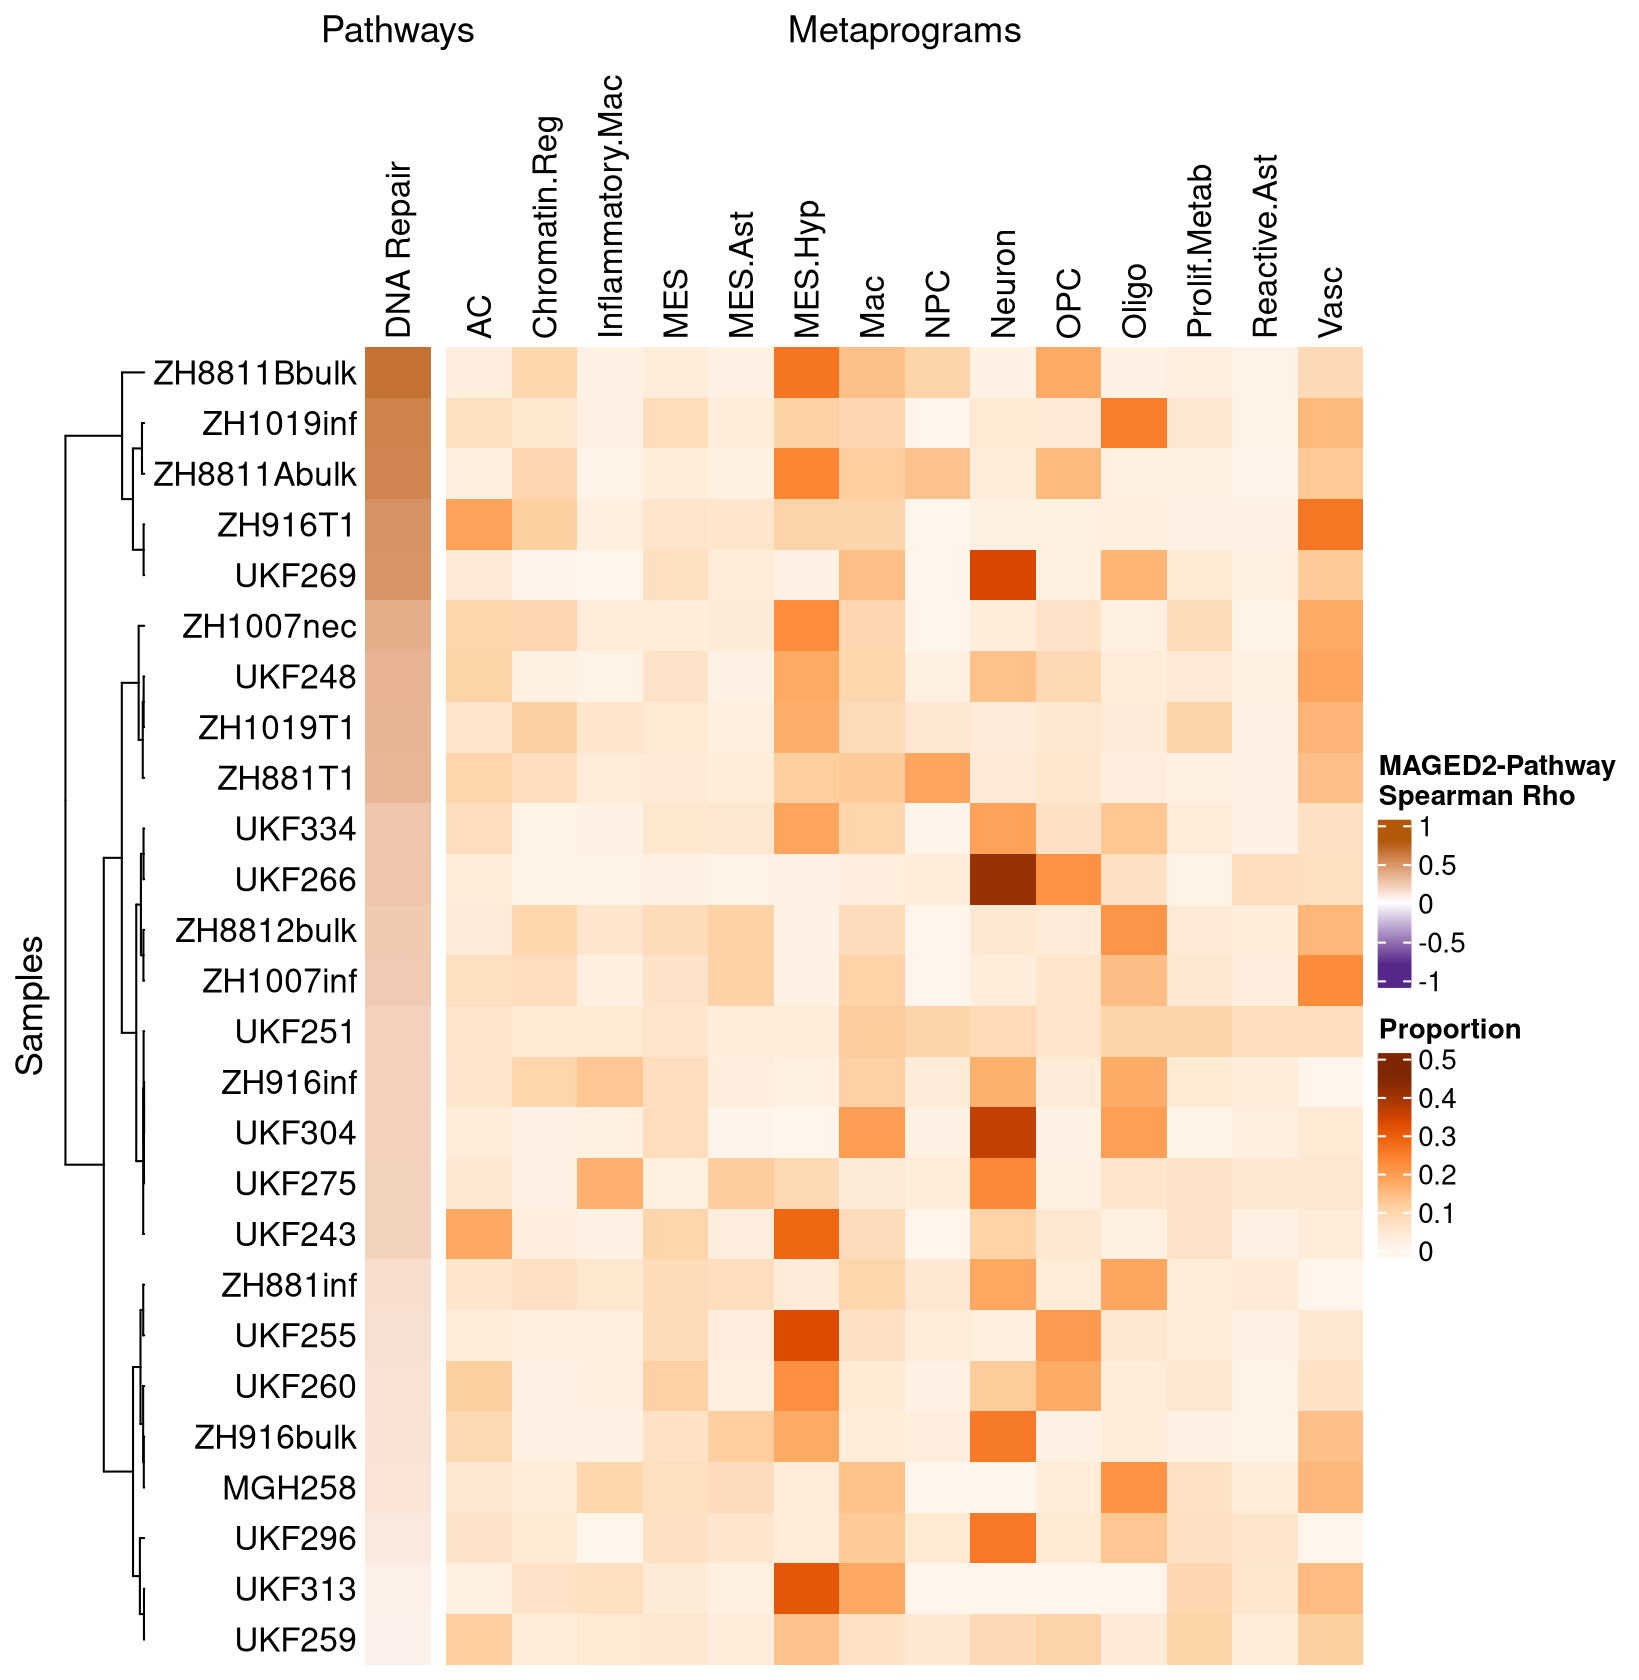 Pathways
Metaprograms
DNA Repair
AC
Chromatin.Reg
Inflammatory.Mac
MES
MES.Ast
MES.Hyp
Mac
NPC
Neuron
OPC
Oligo
Prolif.Metab
Reactive.Ast
Vasc
Samples
ZH8811Bbulk
ZH1019inf
ZH8811Abulk
ZH916T1
UKF269
ZH1007nec
UKF248
ZH1019T1
ZH881T1
UKF334
UKF266
ZH8812bulk
ZH1007inf
UKF251
ZH916inf
UKF304
UKF275
UKF243
ZH881inf
UKF255
UKF260
ZH916bulk
MGH258
UKF296
UKF313
UKF259
MAGED2-Pathway
Spearman Rho
1
0.5
0
-0.5
-1
Proportion
0.5
0.4
0.3
0.2
0.1
0